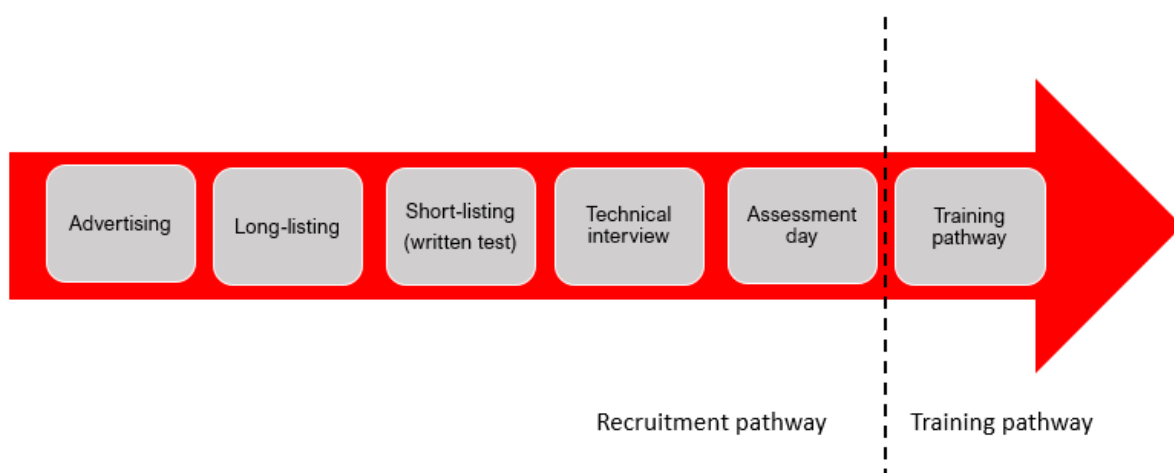 Advertising
Long-listing
Short-listing
(written test)
Technical
interview
Assessment
day
Training
pathway
Recruitment pathway
Training pathway